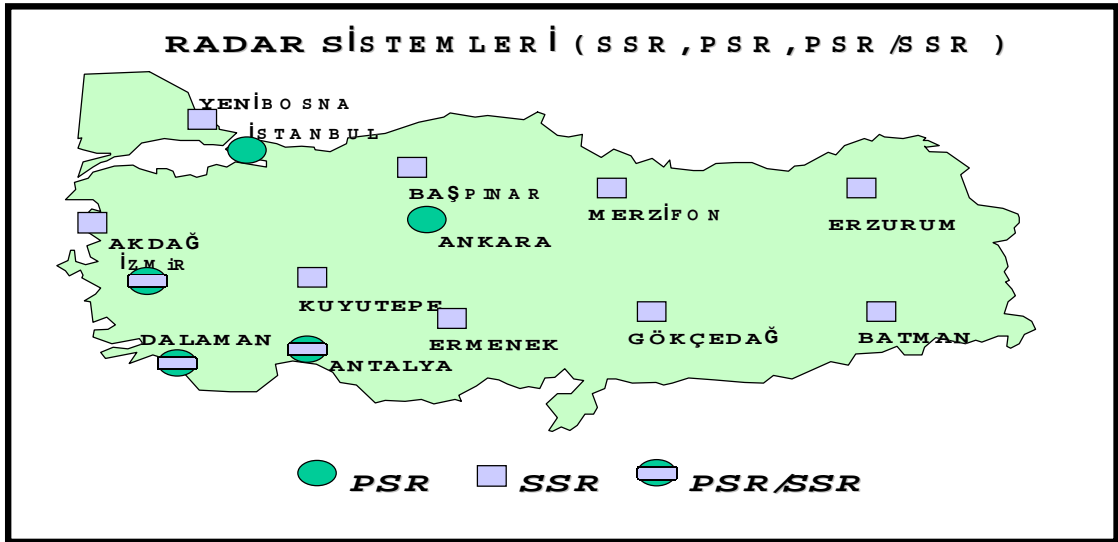 RADAR SİSTEMLERİ (SSR,PSR,PSR/SSR )
YENİBOSNA
İSTANBUL
BAŞPINAR
MERZİFON
ERZURUM
ANKARA
AKDAĞ
İZMİR
KUYUTEPE
DALAMAN
ERMENEK
GÖKÇEDAĞ
BATMAN
ANTALYA
PSR
SSR
PSR/SSR